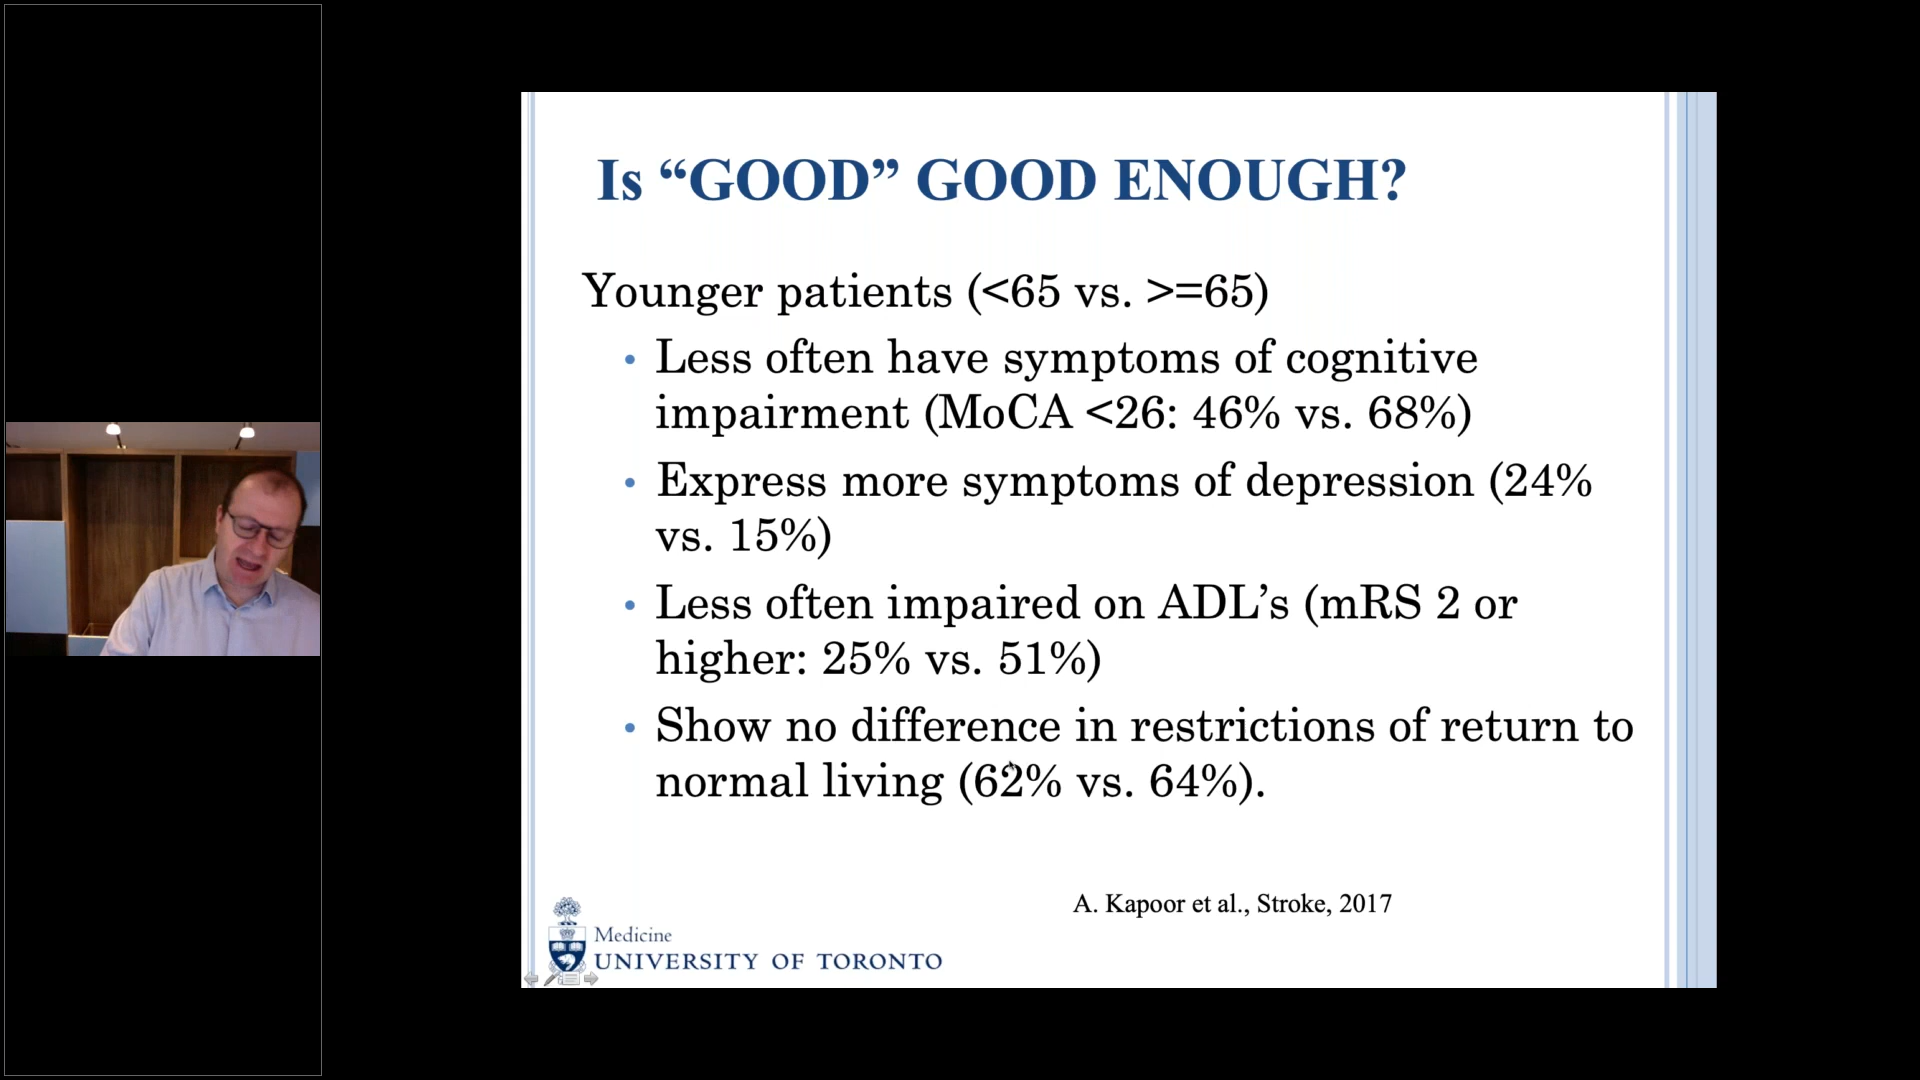 Is “GOOD” GOOD ENOUGH?
Younger patients (<65 vs. >=65)
• Less often have symptoms of cognitive
impairment (MoCA <26: 46% vs. 68%)
• Express more symptoms of depression (24%
vs. 15%)
• Less often impaired on ADL’s (mRS 2 or
higher: 25% vs. 51%)
• Show no difference in restrictions of return to
normal living (62% vs. 64%).
A. Kapoor et al., Stroke, 2017
Medicine
UNIVERSITY OF TORONTO